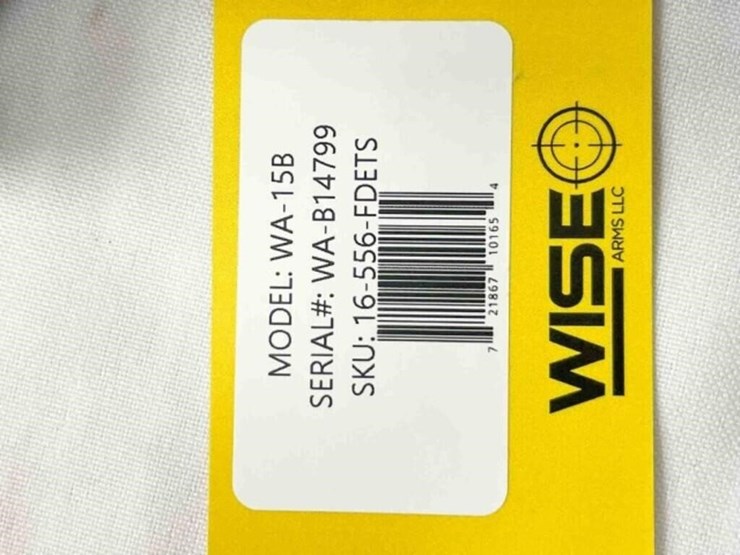 MODEL: WA-15B
SERIAL#: WA-B14799
SKU: 16-556-FDETS
7 21867 10165 4
WISE
ARMS LLC